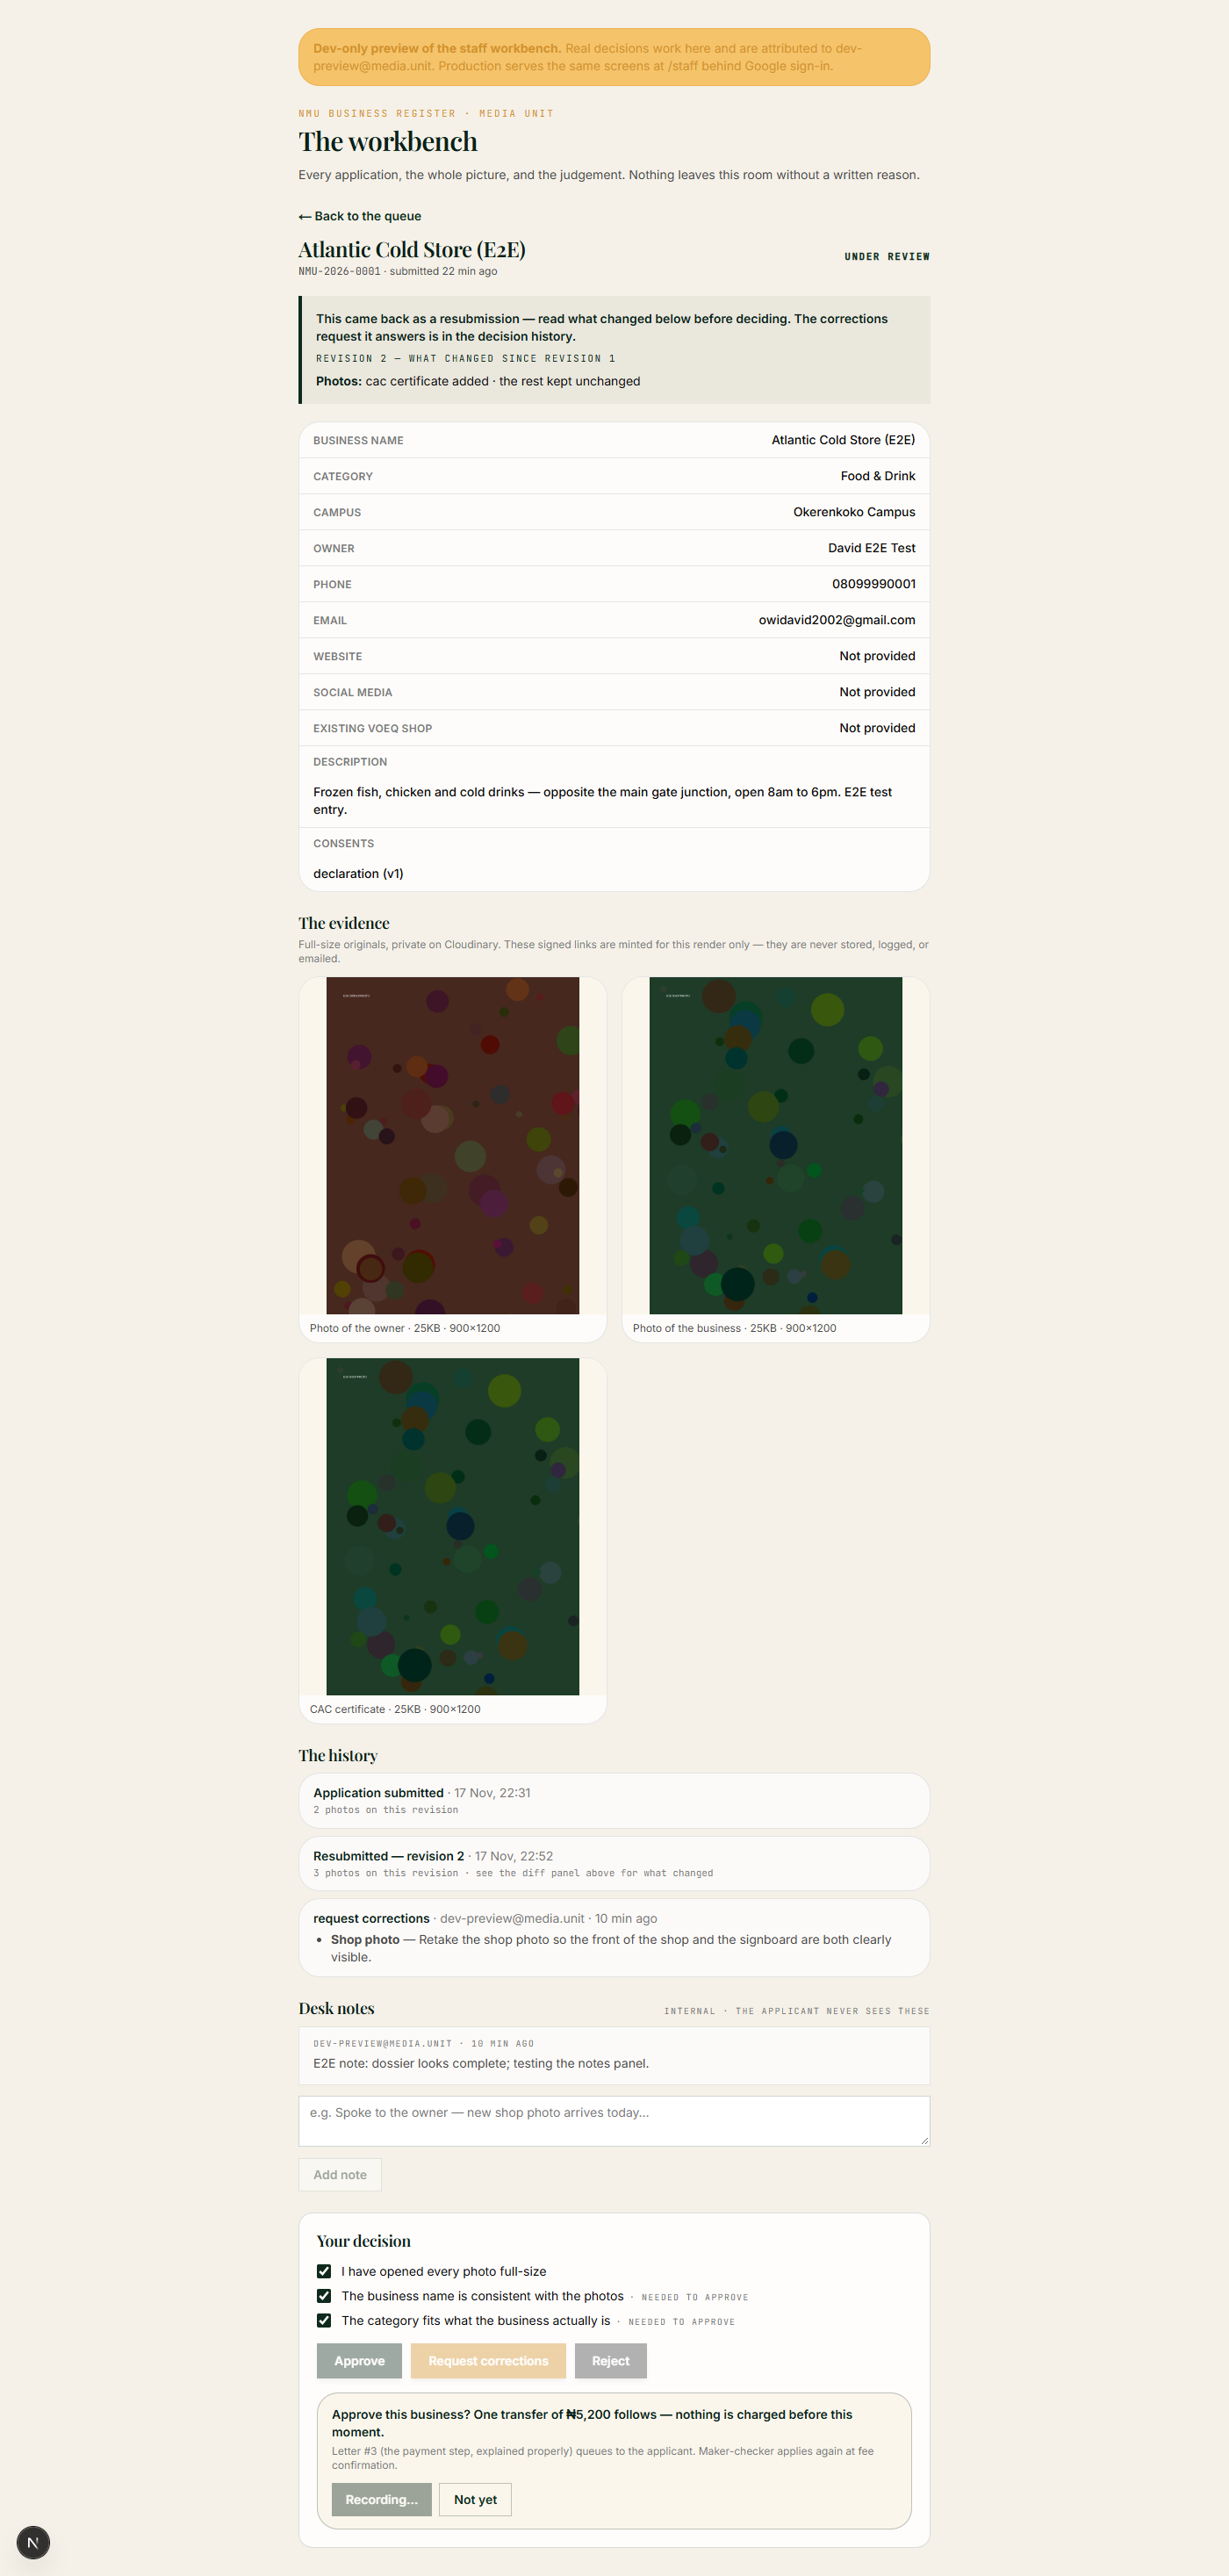 Dev-only preview of the staff workbench. Real decisions work here and are attributed to dev-
preview@media.unit. Production serves the same screens at /staff behind Google sign-in.
NMU BUSINESS REGISTER · MEDIA UNIT
The workbench
Every application, the whole picture, and the judgement. Nothing leaves this room without a written reason.
← Back to the queue
Atlantic Cold Store (E2E)
UNDER REVIEW
NMU-2026-0001 · submitted 22 min ago
This came back as a resubmission — read what changed below before deciding. The corrections
request it answers is in the decision history.
REVISION 2 — WHAT CHANGED SINCE REVISION 1
Photos: cac certificate added · the rest kept unchanged
BUSINESS NAME Atlantic Cold Store (E2E)
CATEGORY Food & Drink
CAMPUS Okerenkoko Campus
OWNER David E2E Test
PHONE 08099990001
EMAIL owidavid2002@gmail.com
WEBSITE Not provided
SOCIAL MEDIA Not provided
EXISTING VOEQ SHOP Not provided
DESCRIPTION
Frozen fish, chicken and cold drinks — opposite the main gate junction, open 8am to 6pm. E2E test
entry.
CONSENTS
declaration (v1)
The evidence
Full-size originals, private on Cloudinary. These signed links are minted for this render only — they are never stored, logged, or
emailed.
Photo of the owner · 25KB · 900×1200
Photo of the business · 25KB · 900×1200
CAC certificate · 25KB · 900×1200
The history
Application submitted · 17 Nov, 22:31
2 photos on this revision
Resubmitted — revision 2 · 17 Nov, 22:52
3 photos on this revision · see the diff panel above for what changed
request corrections · dev-preview@media.unit · 10 min ago
• Shop photo — Retake the shop photo so the front of the shop and the signboard are both clearly
visible.
Desk notes
INTERNAL · THE APPLICANT NEVER SEES THESE
DEV-PREVIEW@MEDIA.UNIT · 10 MIN AGO
E2E note: dossier looks complete; testing the notes panel.
e.g. Spoke to the owner — new shop photo arrives today...
Add note
Your decision
I have opened every photo full-size
The business name is consistent with the photos · NEEDED TO APPROVE
The category fits what the business actually is · NEEDED TO APPROVE
Approve Request corrections Reject
Approve this business? One transfer of ₦5,200 follows — nothing is charged before this
moment.
Letter #3 (the payment step, explained properly) queues to the applicant. Maker-checker applies again at fee
confirmation.
Recording... Not yet
N